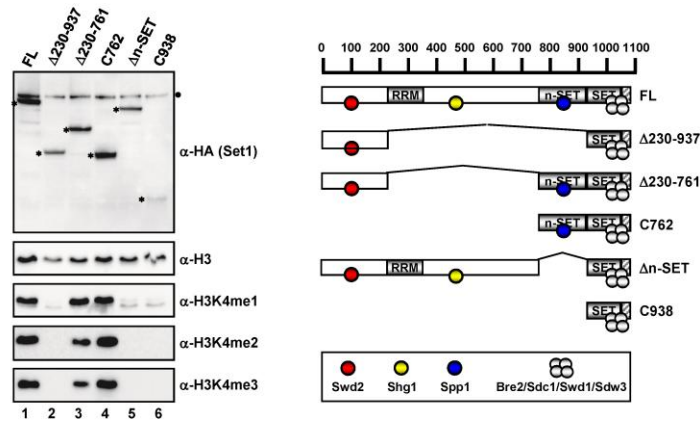 FL Δ230-937 Δ230-761 C762 Δn-SET C938
α-HA (Set1)
α-H3
α-H3K4me1
α-H3K4me2
α-H3K4me3
1 2 3 4 5 6
0 100 200 300 400 500 600 700 800 900 1000 1100
RRM n-SET SET FL
SET Δ230-937
n-SET SET Δ230-761
n-SET SET C762
RRM SET Δn-SET
SET C938
Swd2 Shg1 Spp1 Bre2/Sdc1/Swd1/Sdw3